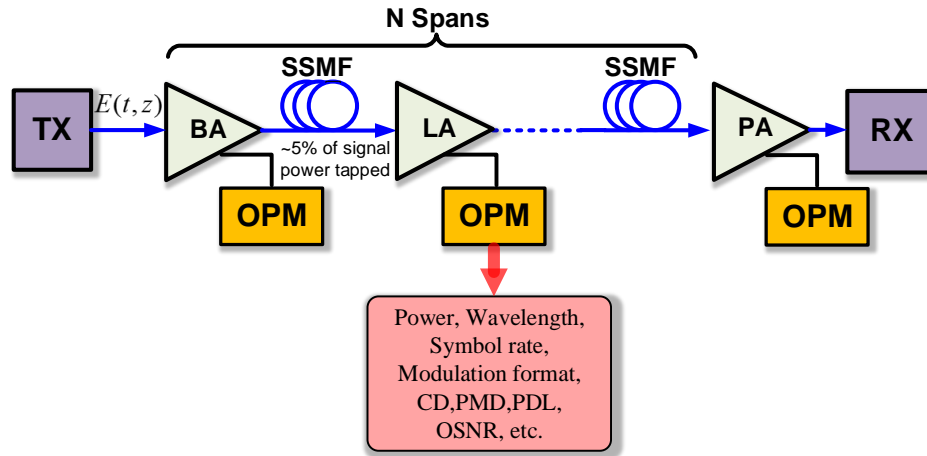 N Spans
SSMF
SSMF
TX
E(t, z)
BA
LA
PA
RX
~5% of signal
power tapped
OPM
OPM
OPM
Power, Wavelength,
Symbol rate,
Modulation format,
CD,PMD,PDL,
OSNR, etc.